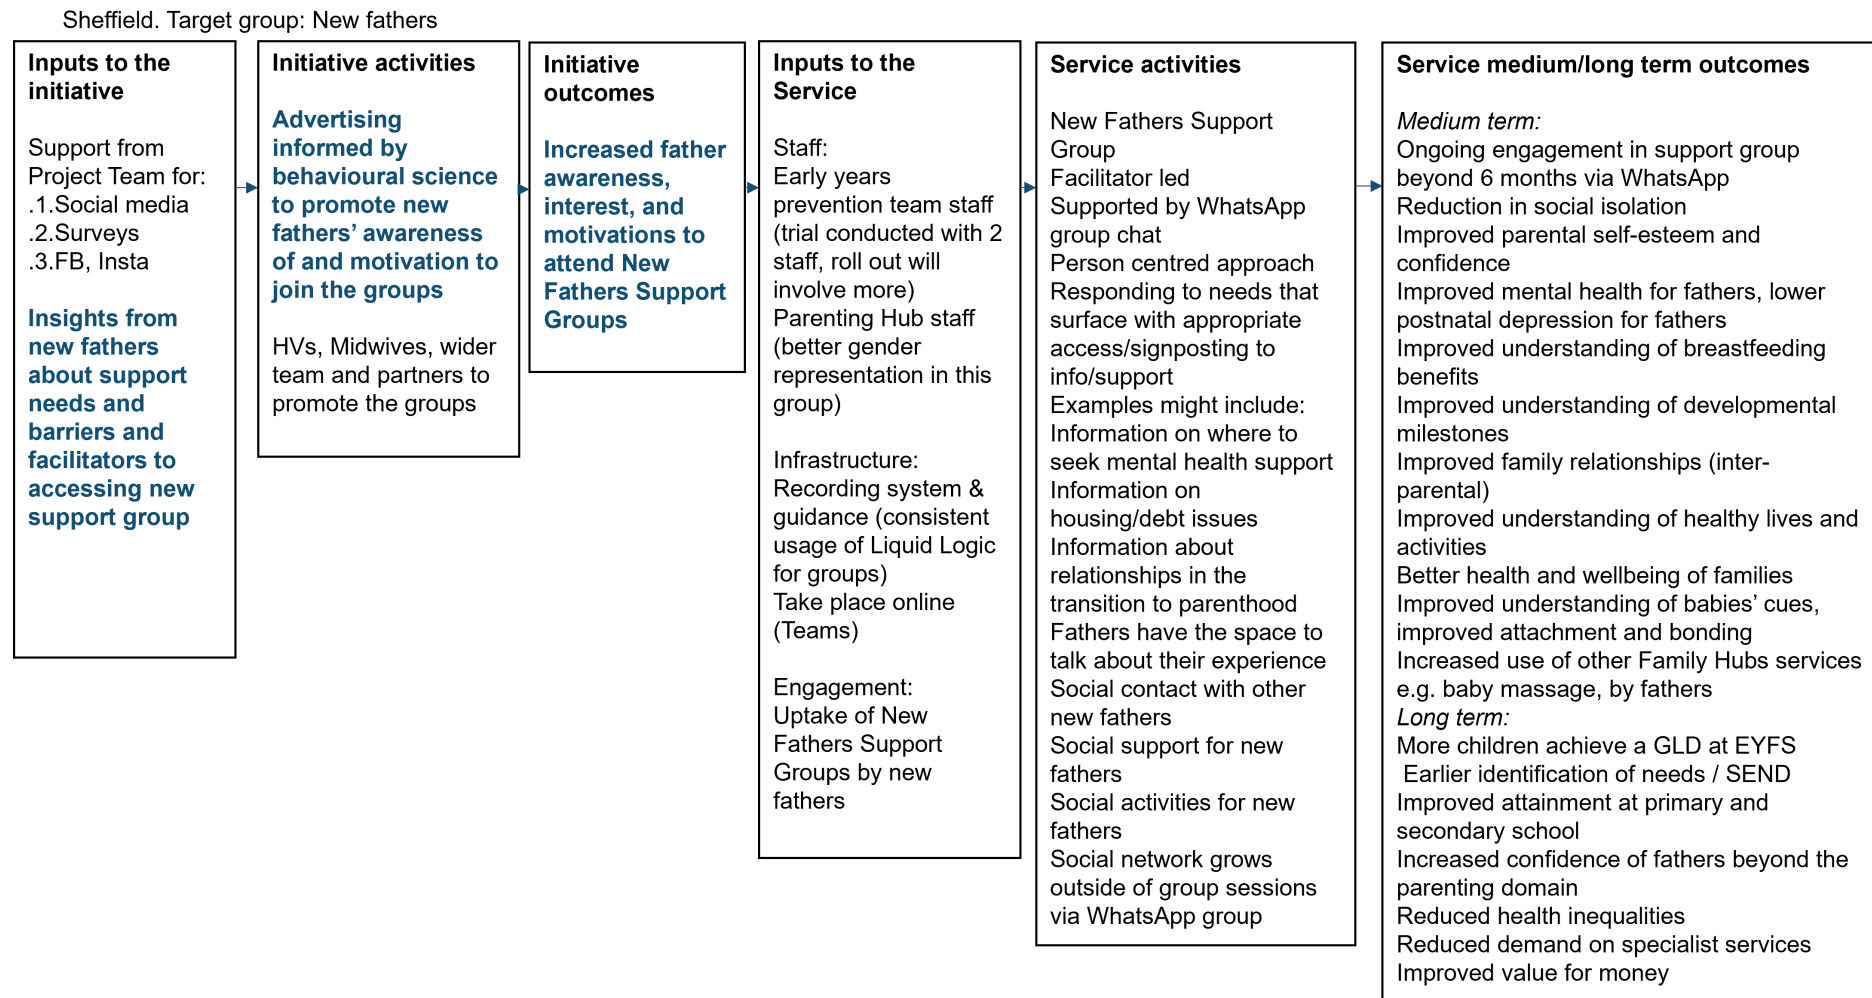 Sheffield. Target group: New fathers
Inputs to the
initiative
Support from
Project Team for:
.1.Social media
.2.Surveys
.3.FB, Insta
Insights from
new fathers
about support
needs and
barriers and
facilitators to
accessing new
support group
Initiative activities
Advertising
informed by
behavioural science
to promote new
fathers’ awareness
of and motivation to
join the groups
HVs, Midwives, wider
team and partners to
promote the groups
Initiative
outcomes
Increased father
awareness,
interest, and
motivations to
attend New
Fathers Support
Groups
Inputs to the
Service
Staff:
Early years
prevention team staff
(trial conducted with 2
staff, roll out will
involve more)
Parenting Hub staff
(better gender
representation in this
group)
Infrastructure:
Recording system &
guidance (consistent
usage of Liquid Logic
for groups)
Take place online
(Teams)
Engagement:
Uptake of New
Fathers Support
Groups by new
fathers
Service activities
New Fathers Support
Group
Facilitator led
Supported by WhatsApp
group chat
Person centred approach
Responding to needs that
surface with appropriate
access/signposting to
info/support
Examples might include:
Information on where to
seek mental health support
Information on
housing/debt issues
Information about
relationships in the
transition to parenthood
Fathers have the space to
talk about their experience
Social contact with other
new fathers
Social support for new
fathers
Social activities for new
fathers
Social network grows
outside of group sessions
via WhatsApp group
Service medium/long term outcomes
Medium term:
Ongoing engagement in support group
beyond 6 months via WhatsApp
Reduction in social isolation
Improved parental self-esteem and
confidence
Improved mental health for fathers, lower
postnatal depression for fathers
Improved understanding of breastfeeding
benefits
Improved understanding of developmental
milestones
Improved family relationships (inter-
parental)
Improved understanding of healthy lives and
activities
Better health and wellbeing of families
Improved understanding of babies’ cues,
improved attachment and bonding
Increased use of other Family Hubs services
e.g. baby massage, by fathers
Long term:
More children achieve a GLD at EYFS
Earlier identification of needs / SEND
Improved attainment at primary and
secondary school
Increased confidence of fathers beyond the
parenting domain
Reduced health inequalities
Reduced demand on specialist services
Improved value for money